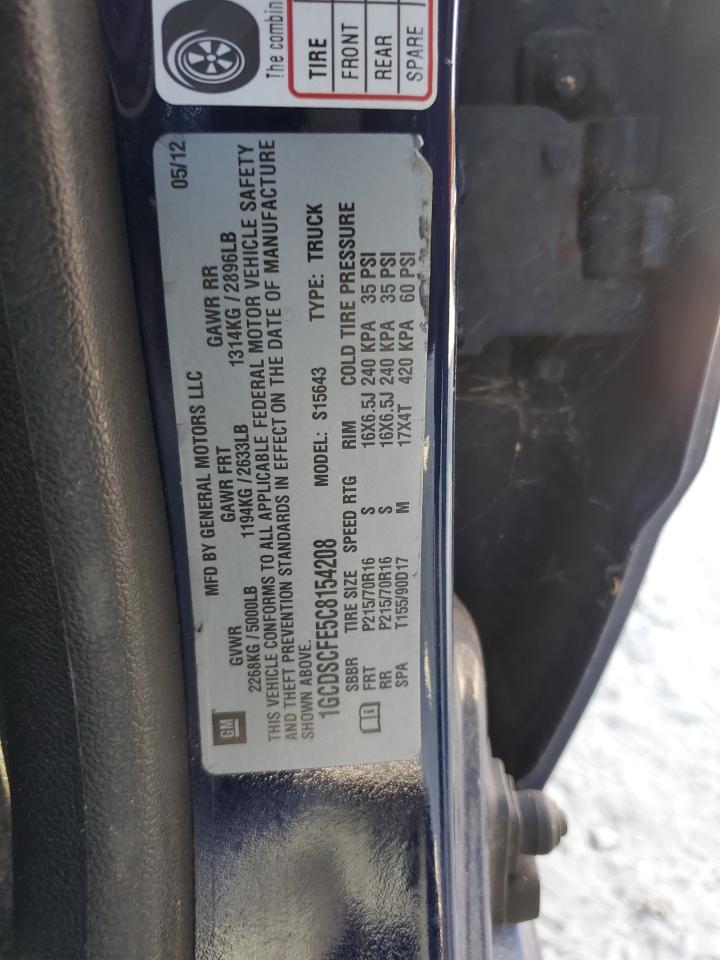 The combin
TIRE
FRONT
REAR
SPARE
MFD BY GENERAL MOTORS LLC 05/12
GVWR GAWR FRT GAWR RR
2268KG / 5000LB 1194KG / 2633LB 1314KG / 2896LB
THIS VEHICLE CONFORMS TO ALL APPLICABLE FEDERAL MOTOR VEHICLE SAFETY
AND THEFT PREVENTION STANDARDS IN EFFECT ON THE DATE OF MANUFACTURE
SHOWN ABOVE.
1GCDSCFE5C8154208 MODEL: S15643 TYPE: TRUCK
SBBR TIRE SIZE SPEED RTG RIM COLD TIRE PRESSURE
FRT P215/70R16 S 16X6.5J 240 KPA 35 PSI
RR P215/70R16 S 16X6.5J 240 KPA 35 PSI
SPA T155/90D17 M 17X4T 420 KPA 60 PSI
GM